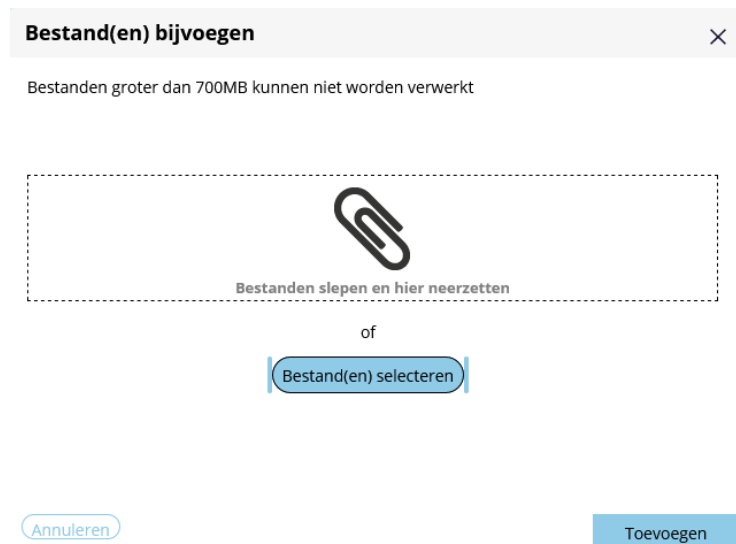 Bestand(en) bijvoegen
Bestanden groter dan 700MB kunnen niet worden verwerkt
Bestanden slepen en hier neerzetten
of
Bestand(en) selecteren
Annuleren
Toevoegen